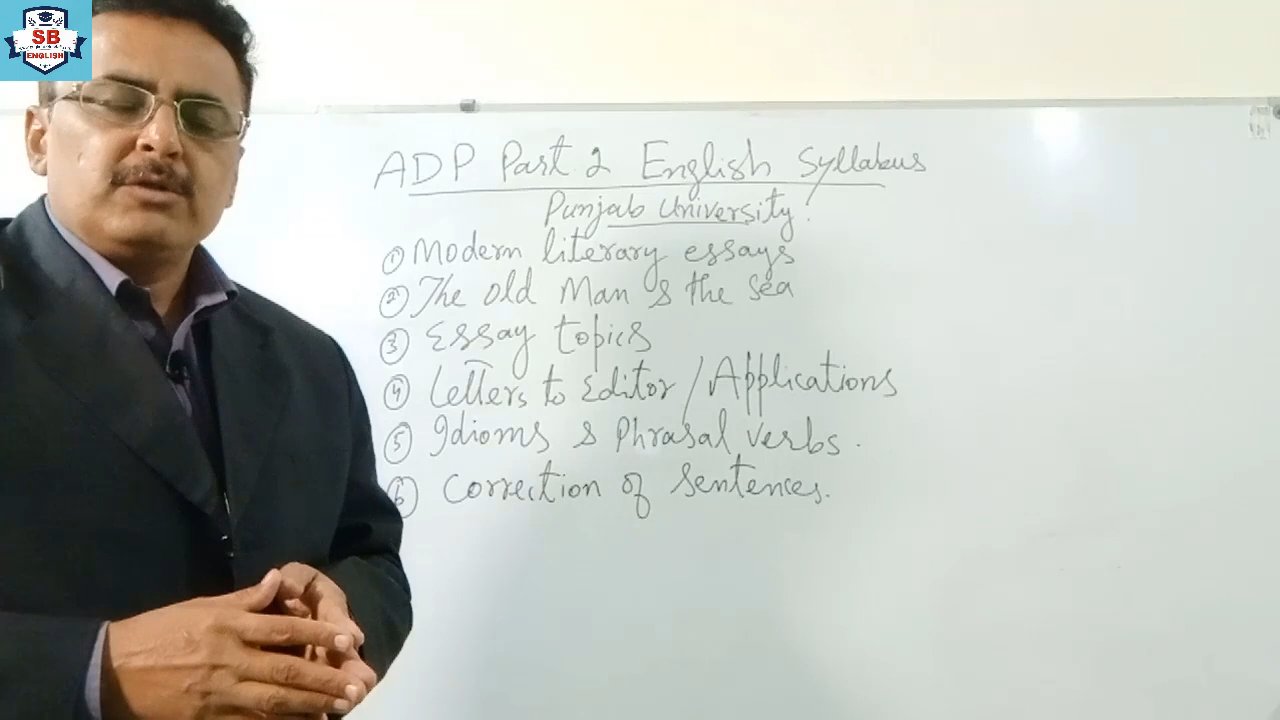 SB
ENGLISH
ADP Part 2 English Syllabus
Punjab University.
① Modern literary essays
② The old Man & the Sea
③ Essay topics
④ Letters to Editor / Applications
⑤ Idioms & Phrasal verbs.
⑥ Correction of Sentences.